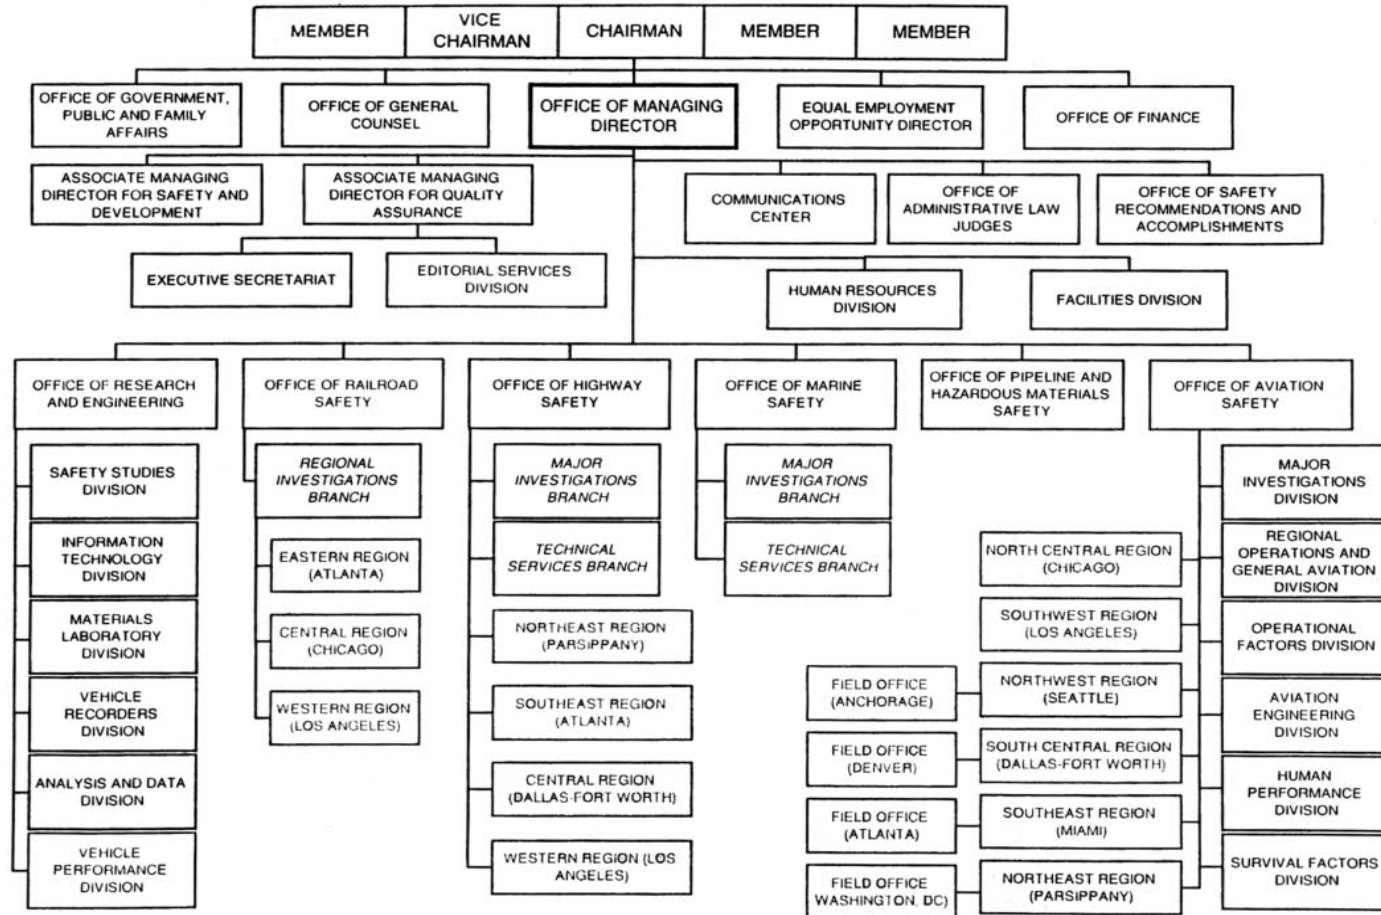 MEMBER
VICE
CHAIRMAN
CHAIRMAN
MEMBER
MEMBER
OFFICE OF GOVERNMENT,
PUBLIC AND FAMILY
AFFAIRS
OFFICE OF GENERAL
COUNSEL
OFFICE OF MANAGING
DIRECTOR
EQUAL EMPLOYMENT
OPPORTUNITY DIRECTOR
OFFICE OF FINANCE
ASSOCIATE MANAGING
DIRECTOR FOR SAFETY AND
DEVELOPMENT
ASSOCIATE MANAGING
DIRECTOR FOR QUALITY
ASSURANCE
COMMUNICATIONS
CENTER
OFFICE OF
ADMINISTRATIVE LAW
JUDGES
OFFICE OF SAFETY
RECOMMENDATIONS AND
ACCOMPLISHMENTS
EXECUTIVE SECRETARIAT
EDITORIAL SERVICES
DIVISION
HUMAN RESOURCES
DIVISION
FACILITIES DIVISION
OFFICE OF RESEARCH
AND ENGINEERING
OFFICE OF RAILROAD
SAFETY
OFFICE OF HIGHWAY
SAFETY
OFFICE OF MARINE
SAFETY
OFFICE OF PIPELINE AND
HAZARDOUS MATERIALS
SAFETY
OFFICE OF AVIATION
SAFETY
SAFETY STUDIES
DIVISION
INFORMATION
TECHNOLOGY
DIVISION
MATERIALS
LABORATORY
DIVISION
VEHICLE
RECORDERS
DIVISION
ANALYSIS AND DATA
DIVISION
VEHICLE
PERFORMANCE
DIVISION
REGIONAL
INVESTIGATIONS
BRANCH
EASTERN REGION
(ATLANTA)
CENTRAL REGION
(CHICAGO)
WESTERN REGION
(LOS ANGELES)
MAJOR
INVESTIGATIONS
BRANCH
TECHNICAL
SERVICES BRANCH
NORTHEAST REGION
(PARSIPPANY)
SOUTHEAST REGION
(ATLANTA)
CENTRAL REGION
(DALLAS-FORT WORTH)
WESTERN REGION (LOS
ANGELES)
MAJOR
INVESTIGATIONS
BRANCH
TECHNICAL
SERVICES BRANCH
FIELD OFFICE
(ANCHORAGE)
FIELD OFFICE
(DENVER)
FIELD OFFICE
(ATLANTA)
FIELD OFFICE
WASHINGTON, DC)
NORTH CENTRAL REGION
(CHICAGO)
SOUTHWEST REGION
(LOS ANGELES)
NORTHWEST REGION
(SEATTLE)
SOUTH CENTRAL REGION
(DALLAS-FORT WORTH)
SOUTHEAST REGION
(MIAMI)
NORTHEAST REGION
(PARSIPPANY)
MAJOR
INVESTIGATIONS
DIVISION
REGIONAL
OPERATIONS AND
GENERAL AVIATION
DIVISION
OPERATIONAL
FACTORS DIVISION
AVIATION
ENGINEERING
DIVISION
HUMAN
PERFORMANCE
DIVISION
SURVIVAL FACTORS
DIVISION